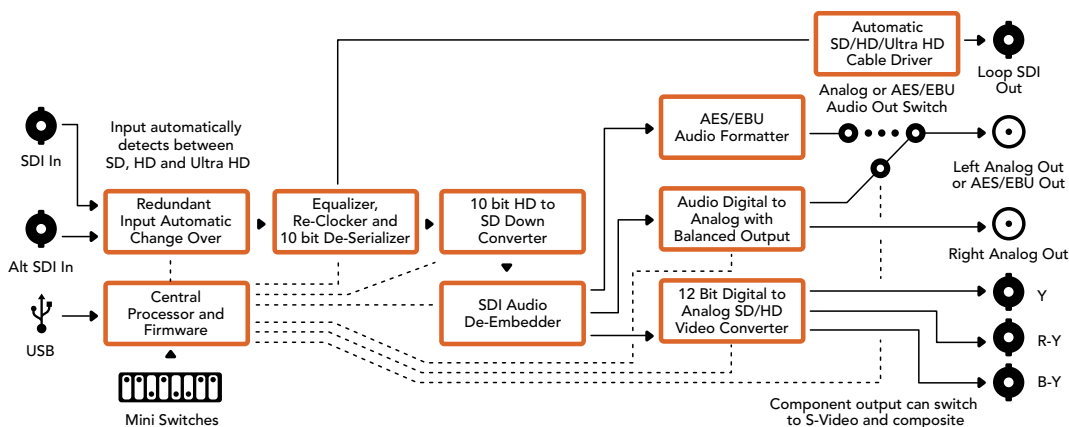 Automatic
SD/HD/Ultra HD
Cable Driver
Loop SDI
Out
Analog or AES/EBU
Audio Out Switch
SDI In
Input automatically
detects between
SD, HD and Ultra HD
AES/EBU
Audio Formatter
Left Analog Out
or AES/EBU Out
Alt SDI In
Redundant
Input Automatic
Change Over
Equalizer,
Re-Clocker and
10 bit De-Serializer
10 bit HD to
SD Down
Converter
Audio Digital to
Analog with
Balanced Output
Right Analog Out
USB
Central
Processor and
Firmware
SDI Audio
De-Embedder
12 Bit Digital to
Analog SD/HD
Video Converter
Y
R-Y
B-Y
Mini Switches
Component output can switch
to S-Video and composite